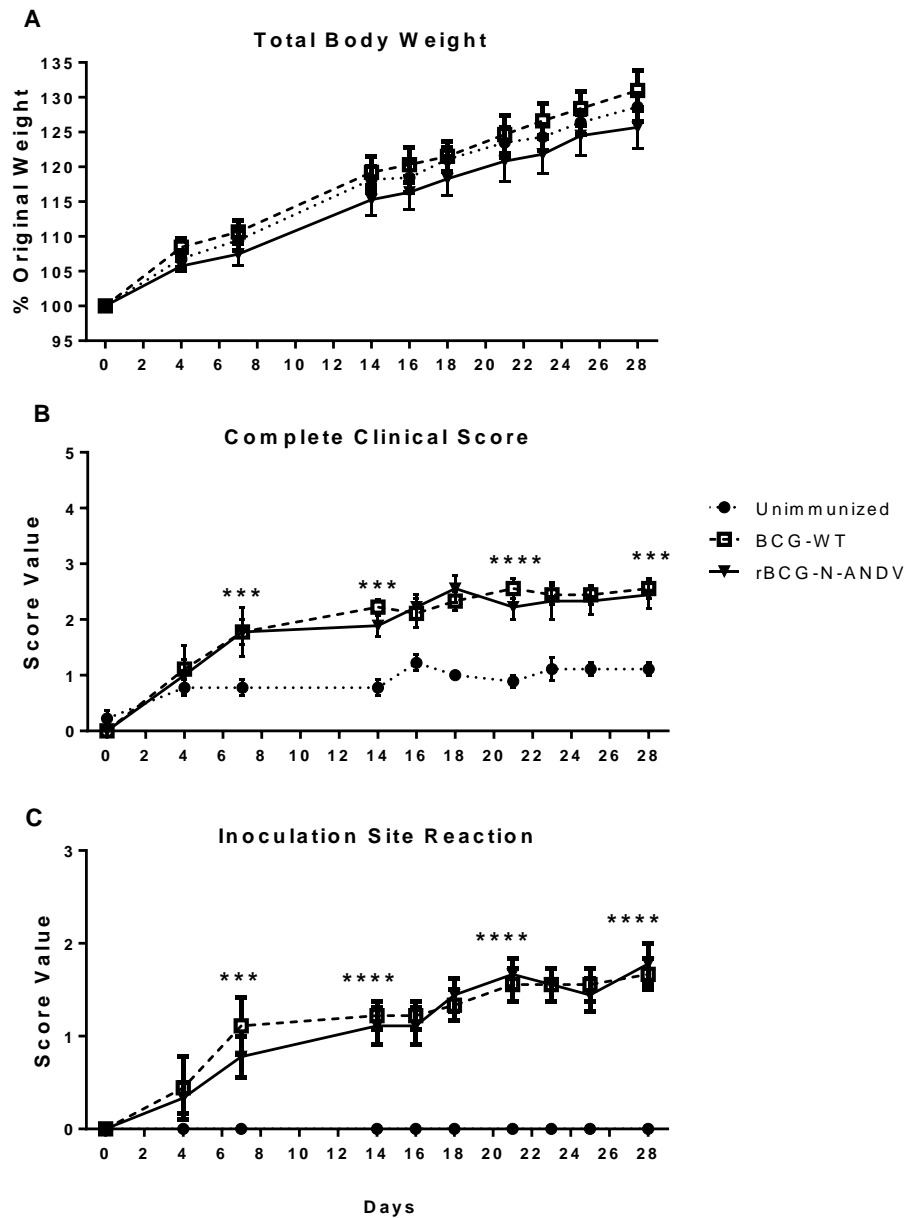 A
Total Body Weight
% Original Weight
135
130
125
120
115
110
105
100
95
0 2 4 6 8 10 12 14 16 18 20 22 24 26 28
B
Complete Clinical Score
Score Value
5
4
3
2
1
0
*** *** **** ***
0 2 4 6 8 10 12 14 16 18 20 22 24 26 28
Unimmunized
BCG-WT
rBCG-N-ANDV
C
Inoculation Site Reaction
Score Value
3
2
1
0
*** **** **** ****
0 2 4 6 8 10 12 14 16 18 20 22 24 26 28
Days